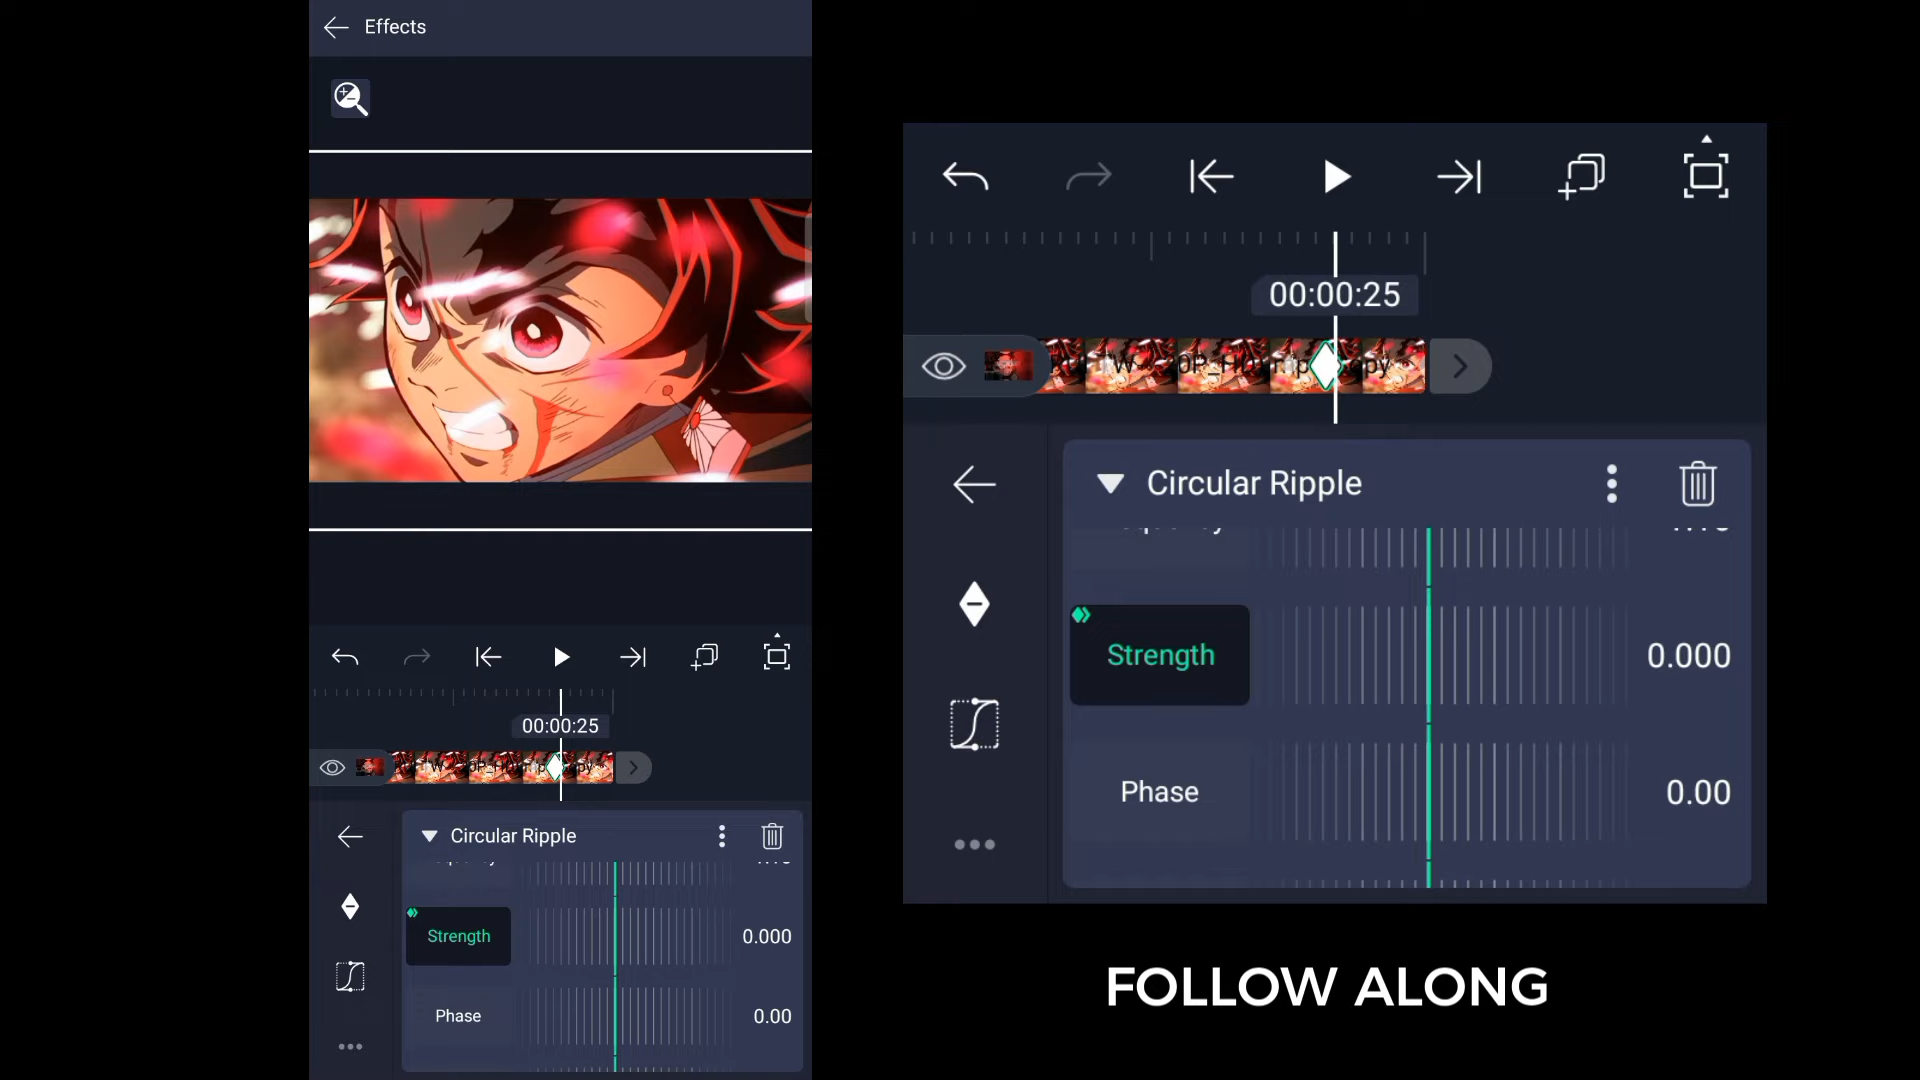 Effects
00:00:25
Circular Ripple
Strength 0.000
Phase 0.00
00:00:25
Circular Ripple
Strength 0.000
Phase 0.00
FOLLOW ALONG